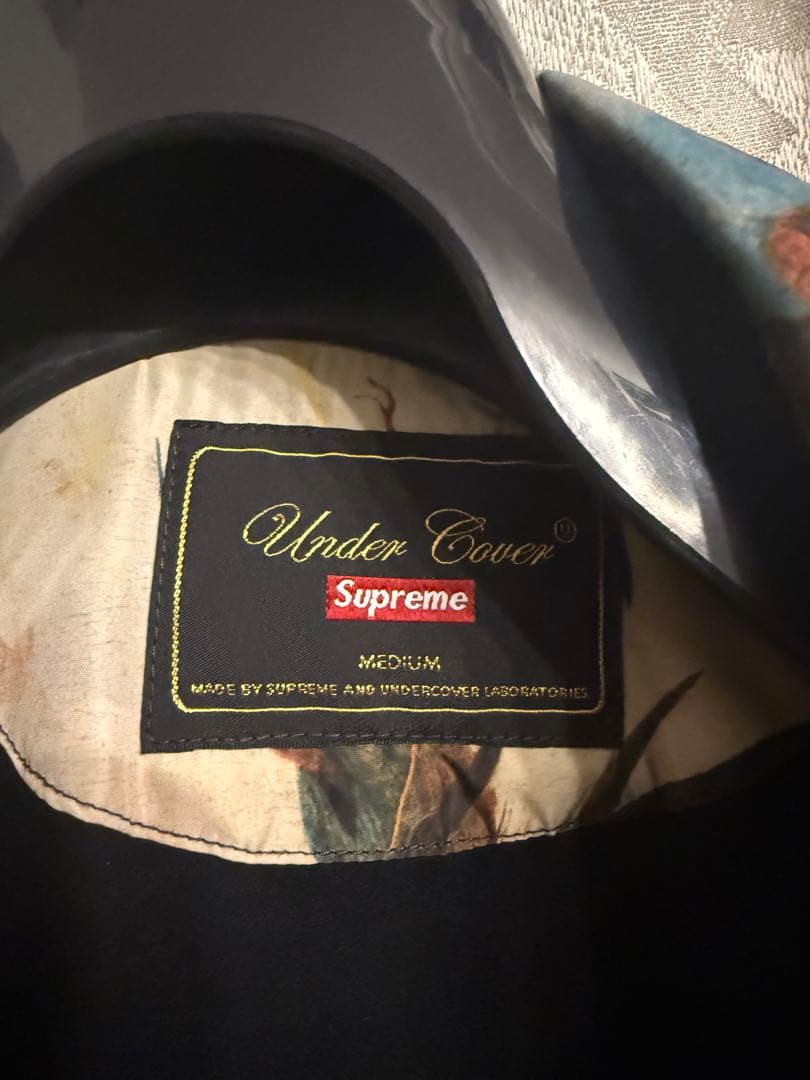 Under Cover
Supreme
MEDIUM
MADE BY SUPREME AND UNDERCOVER LABORATORIES